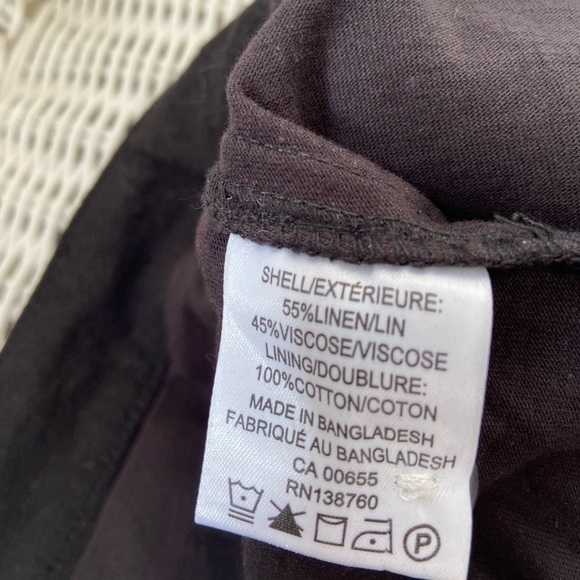 SHELL/EXTÉRIEURE:
55%LINEN/LIN
45%VISCOSE/VISCOSE
LINING/DOUBLURE:
100%COTTON/COTON
MADE IN BANGLADESH
FABRIQUÉ AU BANGLADESH
CA 00655
RN138760
P